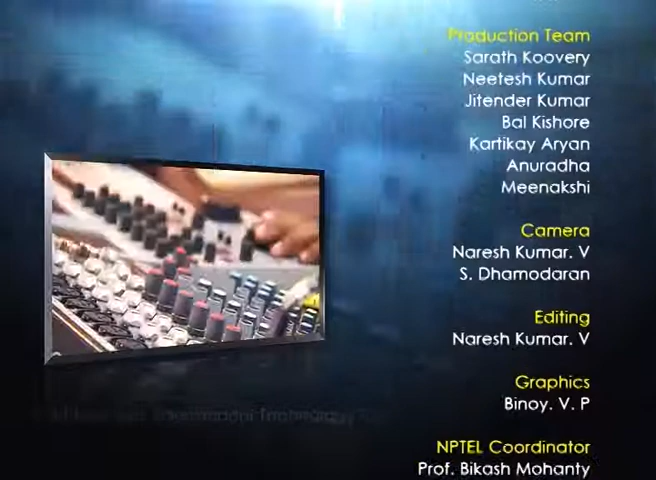 Production Team
Sarath Koovery
Neetesh Kumar
Jitender Kumar
Bal Kishore
Kartikay Aryan
Anuradha
Meenakshi
Camera
Naresh Kumar. V
S. Dhamodaran
Editing
Naresh Kumar. V
Graphics
Binoy. V. P
NPTEL Coordinator
Prof. Bikash Mohanty